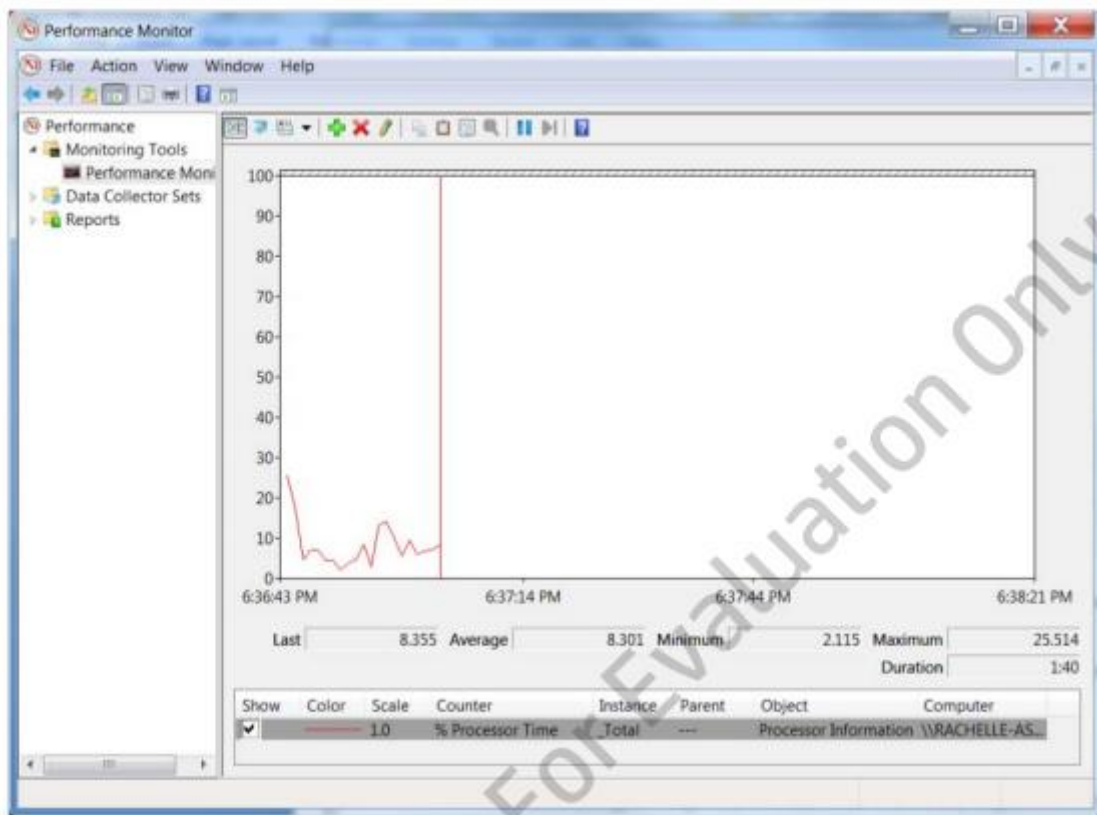 Performance Monitor
File Action View Window Help
Performance
Monitoring Tools
Performance Moni
Data Collector Sets
Reports
100
90
80
70
60
50
40
30
20
10
0
6:36:43 PM 6:37:14 PM 6:37:44 PM 6:38:21 PM
Last 8.355 Average 8.301 Minimum 2.115 Maximum 25.514
Duration 1:40
Show Color Scale Counter Instance Parent Object Computer
1.0 % Processor Time _Total --- Processor Information \\RACHELLE-AS...
For Evaluation Only